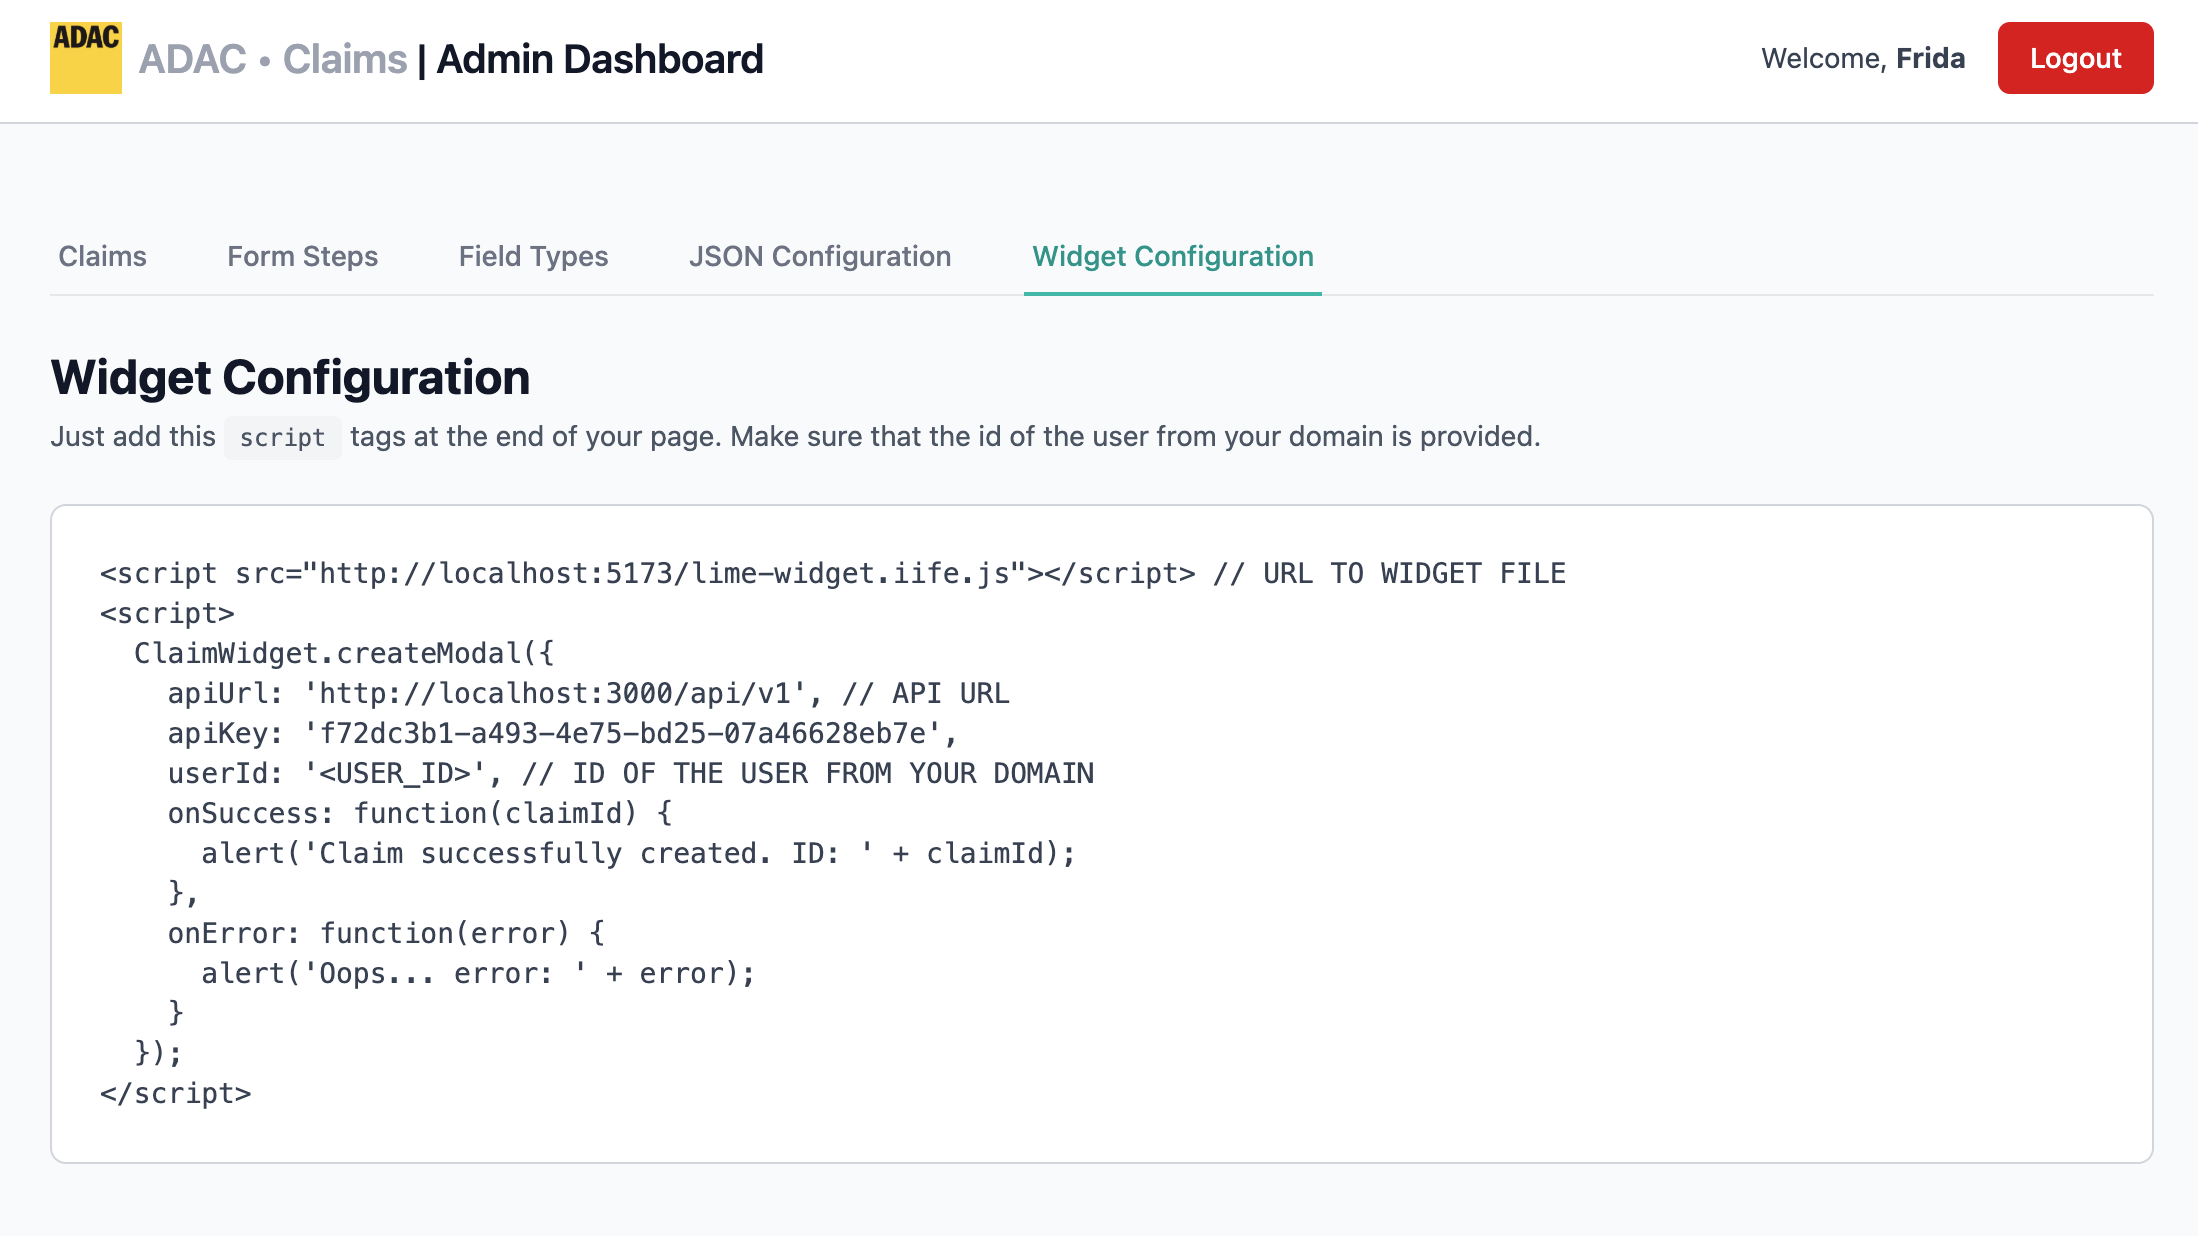 ADAC
ADAC • Claims | Admin Dashboard
Welcome, Frida
Logout
Claims
Form Steps
Field Types
JSON Configuration
Widget Configuration
Widget Configuration
Just add this script tags at the end of your page. Make sure that the id of the user from your domain is provided.
<script src="http://localhost:5173/lime-widget.iife.js"></script> // URL TO WIDGET FILE
<script>
  ClaimWidget.createModal({
    apiUrl: 'http://localhost:3000/api/v1', // API URL
    apiKey: 'f72dc3b1-a493-4e75-bd25-07a46628eb7e',
    userId: '<USER_ID>', // ID OF THE USER FROM YOUR DOMAIN
    onSuccess: function(claimId) {
      alert('Claim successfully created. ID: ' + claimId);
    },
    onError: function(error) {
      alert('Oops... error: ' + error);
    }
  });
</script>